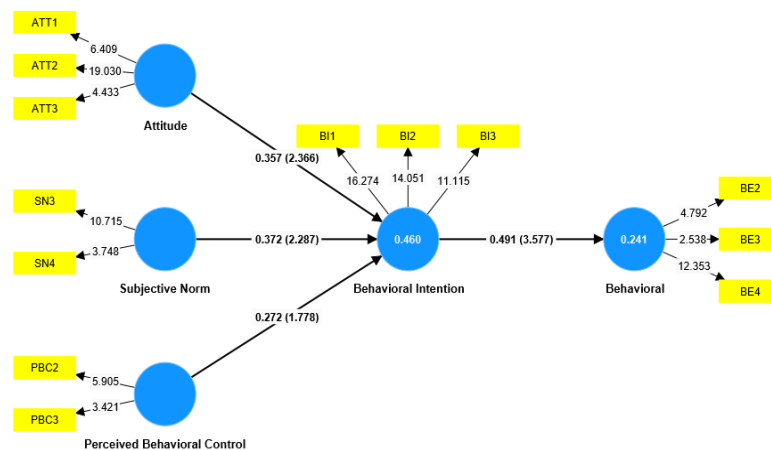 ATT1
6.409
ATT2
19.030
ATT3
4.433
Attitude
0.357 (2.366)
BI1
BI2
BI3
16.274
14.051
11.115
SN3
10.715
SN4
3.748
Subjective Norm
0.372 (2.287)
0.460
Behavioral Intention
0.491 (3.577)
0.241
Behavioral
BE2
4.792
BE3
2.538
BE4
12.353
0.272 (1.778)
PBC2
5.905
PBC3
3.421
Perceived Behavioral Control